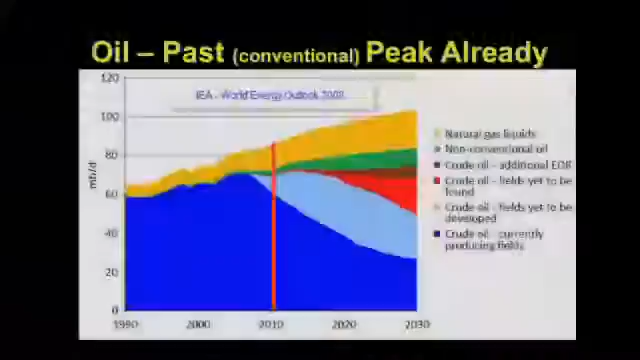 Oil – Past (conventional) Peak Already
120
IEA - World Energy Outlook 2008
100
80
60
40
20
0
mb/d
1990
2000
2010
2020
2030
Natural gas liquids
Non-conventional oil
Crude oil - additional EOR
Crude oil - fields yet to be
found
Crude oil - fields yet to be
developed
Crude oil - currently
producing fields